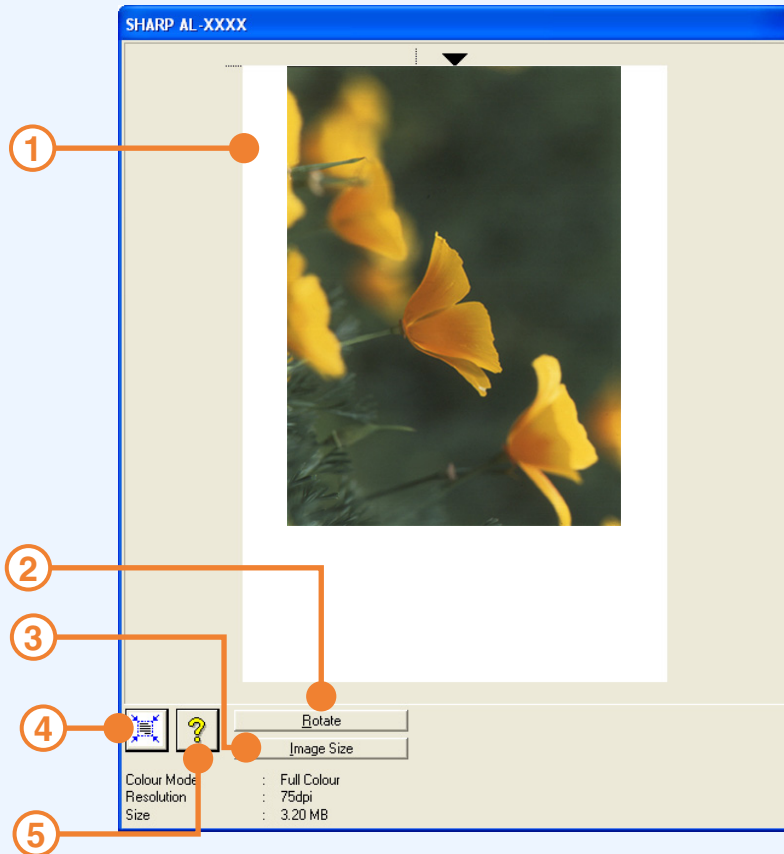 SHARP AL-XXXX
1
2
3
4
?
Rotate
Image Size
Colour Mode : Full Colour
Resolution : 75dpi
Size : 3.20 MB
5